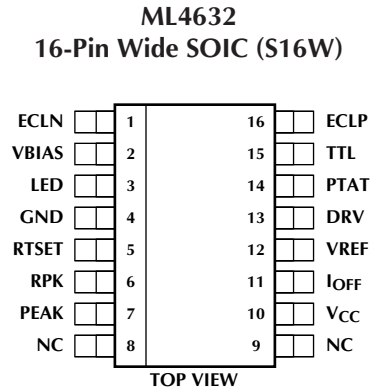 ML4632
16-Pin Wide SOIC (S16W)
ECLN 1 16 ECLP
VBIAS 2 15 TTL
LED 3 14 PTAT
GND 4 13 DRV
RTSET 5 12 VREF
RPK 6 11 IOFF
PEAK 7 10 VCC
NC 8 9 NC
TOP VIEW